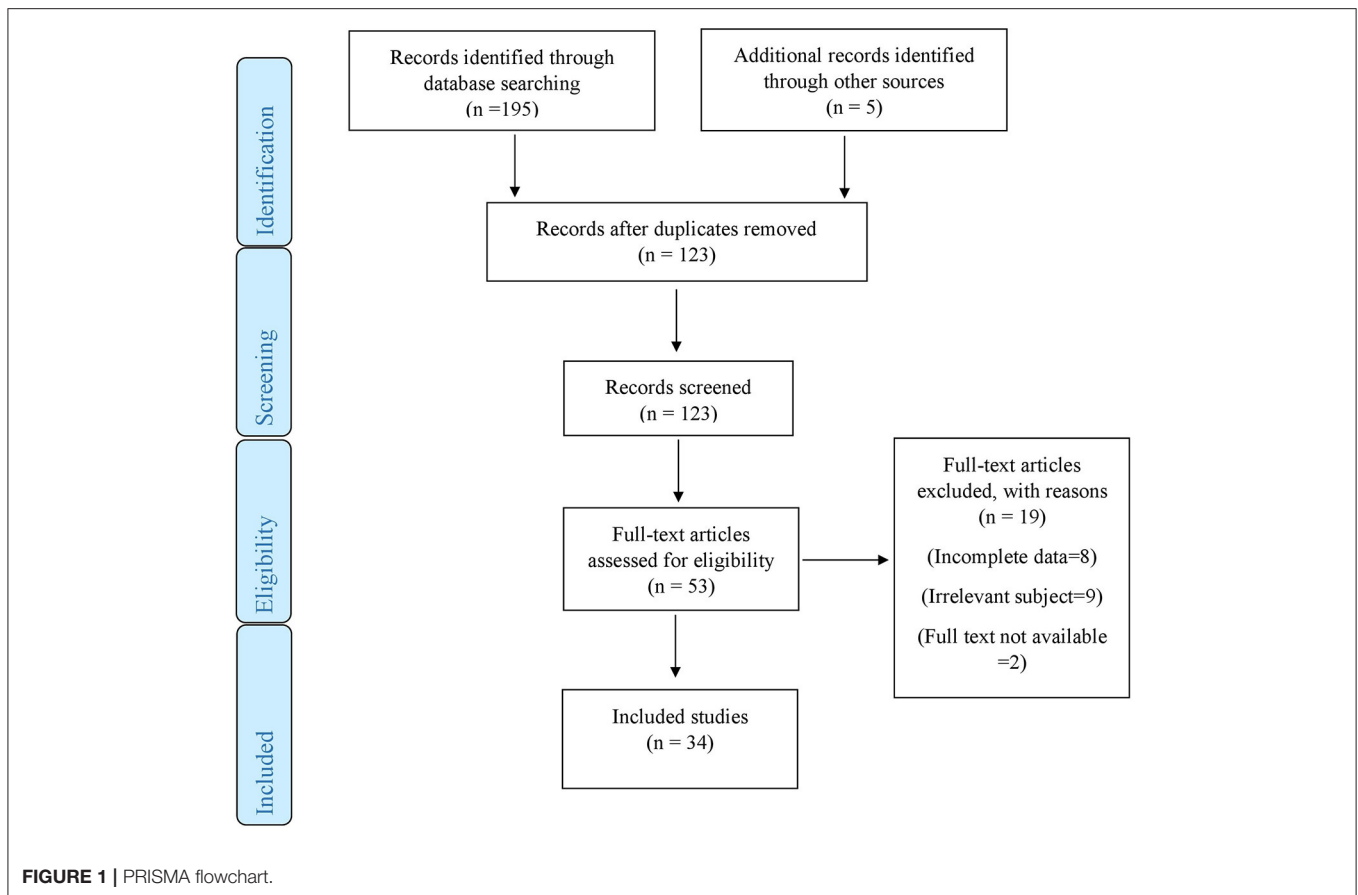 Records identified through
database searching
(n =195)
Additional records identified
through other sources
(n = 5)
Identification
Records after duplicates removed
(n = 123)
Screening
Records screened
(n = 123)
Eligibility
Full-text articles
assessed for eligibility
(n = 53)
Full-text articles
excluded, with reasons
(n = 19)
(Incomplete data=8)
(Irrelevant subject=9)
(Full text not available
=2)
Included
Included studies
(n = 34)
FIGURE 1 | PRISMA flowchart.